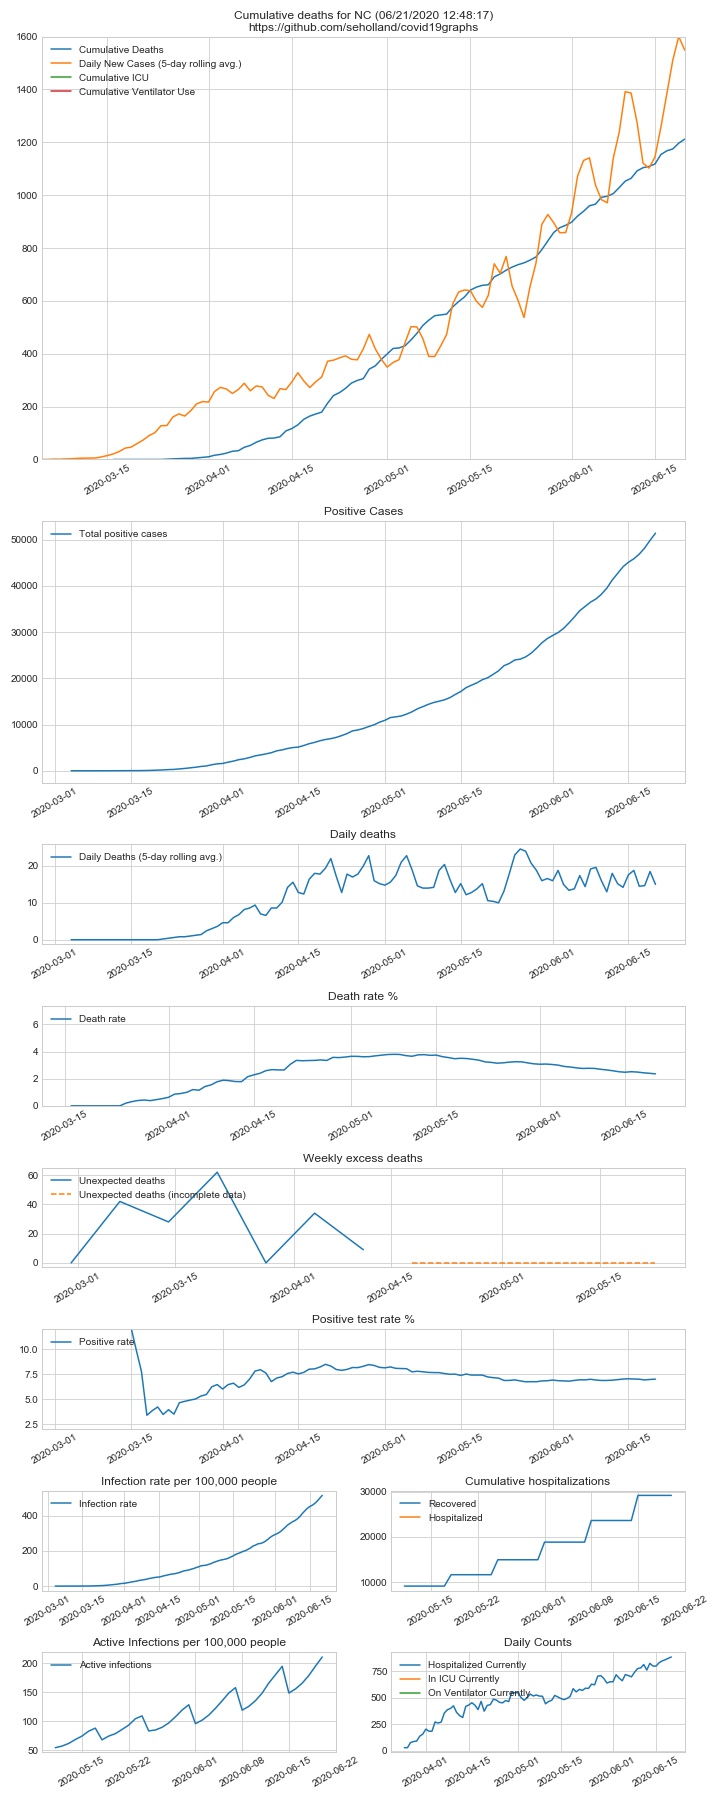 Cumulative deaths for NC (06/21/2020 12:48:17)
https://github.com/seholland/covid19graphs
1600
1400
1200
1000
800
600
400
200
0
Cumulative Deaths
Daily New Cases (5-day rolling avg.)
Cumulative ICU
Cumulative Ventilator Use
2020-03-15 2020-04-01 2020-04-15 2020-05-01 2020-05-15 2020-06-01 2020-06-15
Positive Cases
Total positive cases
50000
40000
30000
20000
10000
0
2020-03-01 2020-03-15 2020-04-01 2020-04-15 2020-05-01 2020-05-15 2020-06-01 2020-06-15
Daily deaths
Daily Deaths (5-day rolling avg.)
20
10
0
2020-03-01 2020-03-15 2020-04-01 2020-04-15 2020-05-01 2020-05-15 2020-06-01 2020-06-15
Death rate %
Death rate
6
4
2
0
2020-03-15 2020-04-01 2020-04-15 2020-05-01 2020-05-15 2020-06-01 2020-06-15
Weekly excess deaths
Unexpected deaths
Unexpected deaths (incomplete data)
60
40
20
0
2020-03-01 2020-03-15 2020-04-01 2020-04-15 2020-05-01 2020-05-15
Positive test rate %
Positive rate
10.0
7.5
5.0
2.5
2020-03-01 2020-03-15 2020-04-01 2020-04-15 2020-05-01 2020-05-15 2020-06-01 2020-06-15
Infection rate per 100,000 people
Infection rate
400
200
0
2020-03-01 2020-03-15 2020-04-01 2020-04-15 2020-05-01 2020-05-15 2020-06-01 2020-06-15
Cumulative hospitalizations
Recovered
Hospitalized
30000
20000
10000
2020-05-15 2020-05-22 2020-06-01 2020-06-08 2020-06-15 2020-06-22
Active Infections per 100,000 people
Active infections
200
150
100
50
2020-05-15 2020-05-22 2020-06-01 2020-06-08 2020-06-15 2020-06-22
Daily Counts
Hospitalized Currently
In ICU Currently
On Ventilator Currently
750
500
250
0
2020-04-01 2020-04-15 2020-05-01 2020-05-15 2020-06-01 2020-06-15